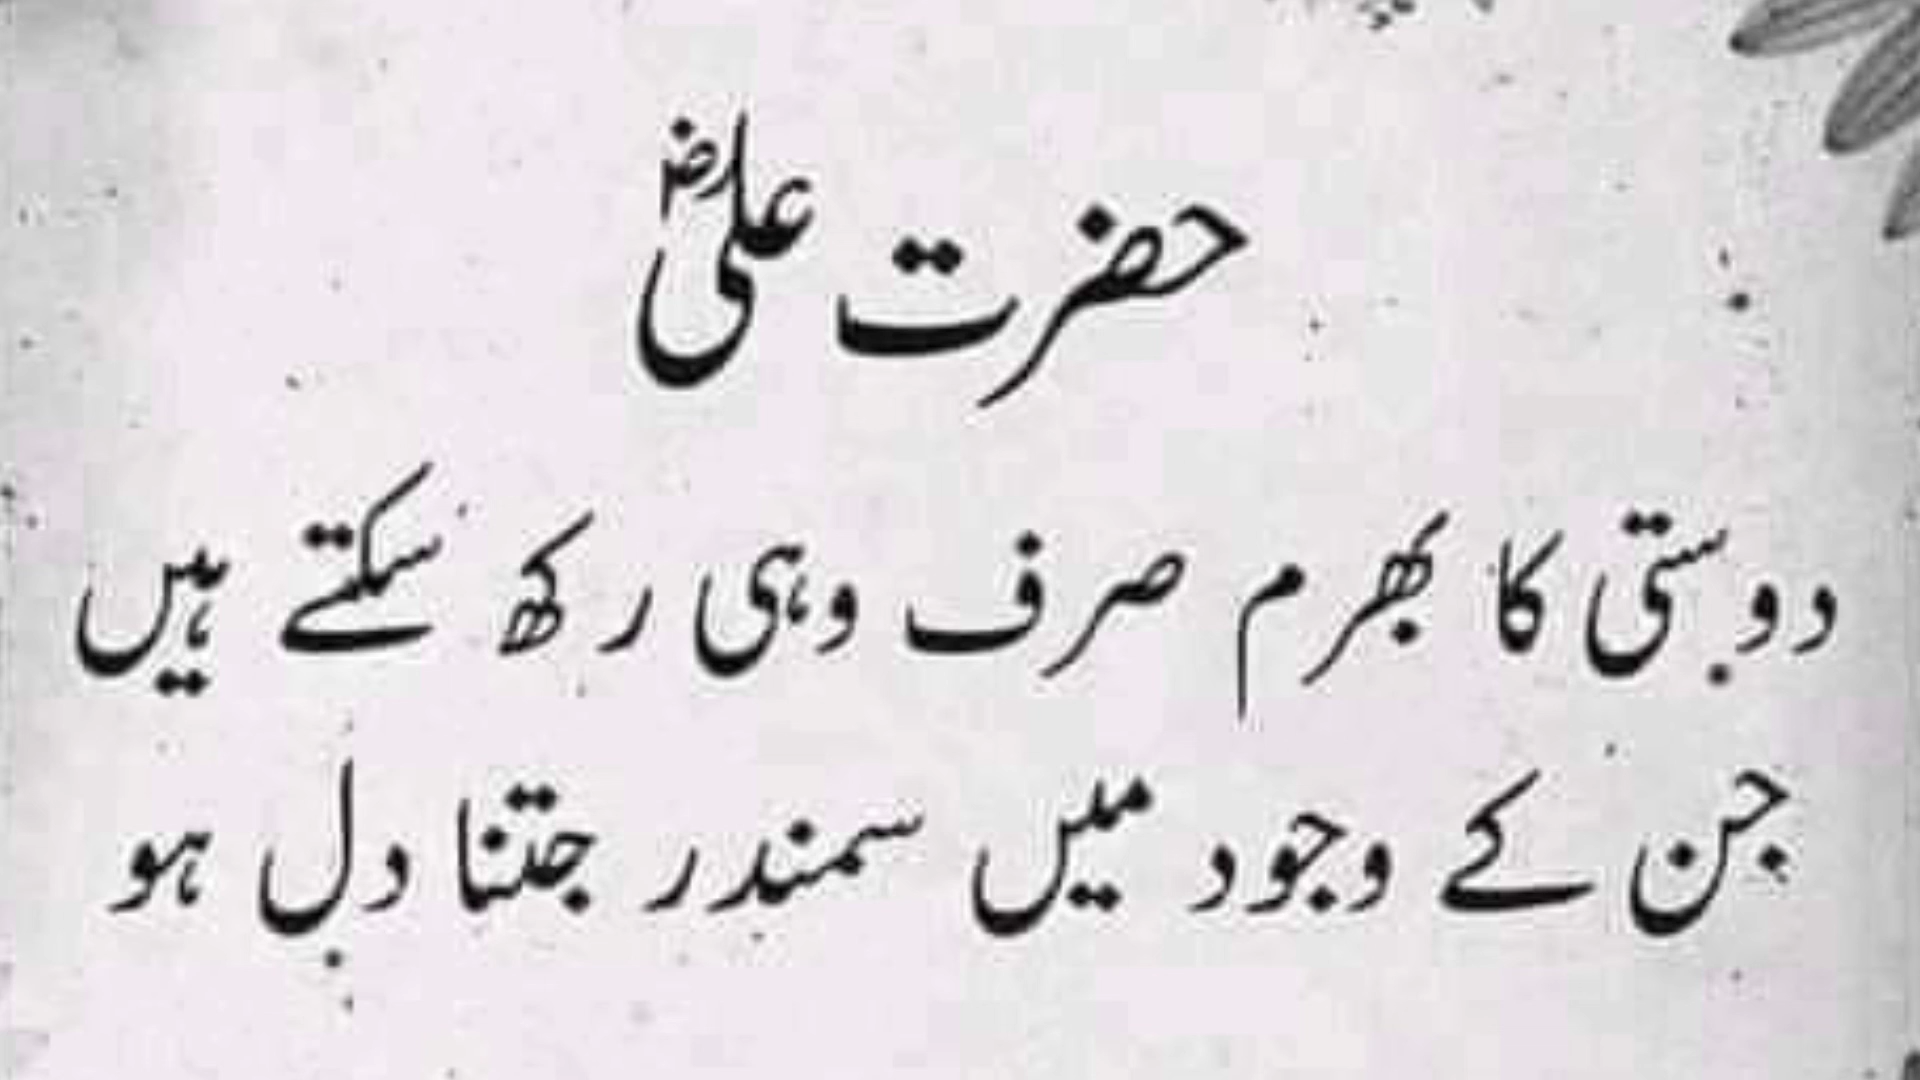 حضرت علیؓ
دوستی کا بھرم صرف وہی رکھ سکتے ہیں
جن کے وجود میں سمندر جتنا دل ہو